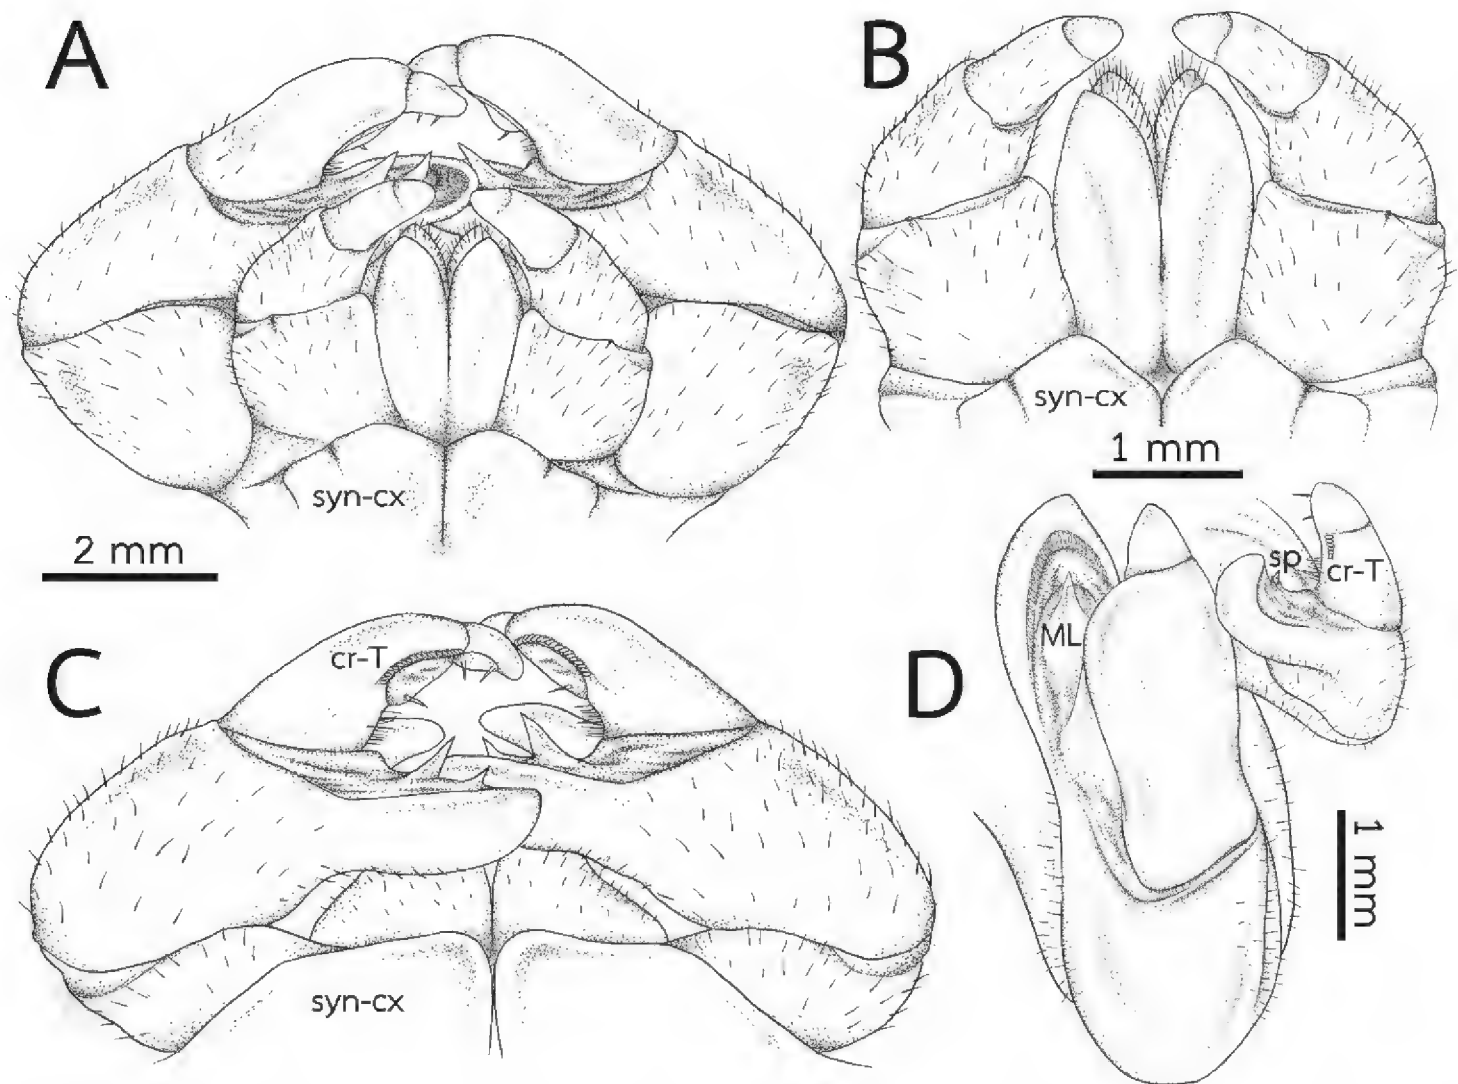 A
B
syn-cx
syn-cx
1 mm
2 mm
sp
cr-T
ML
cr-T
C
D
1 mm
syn-cx